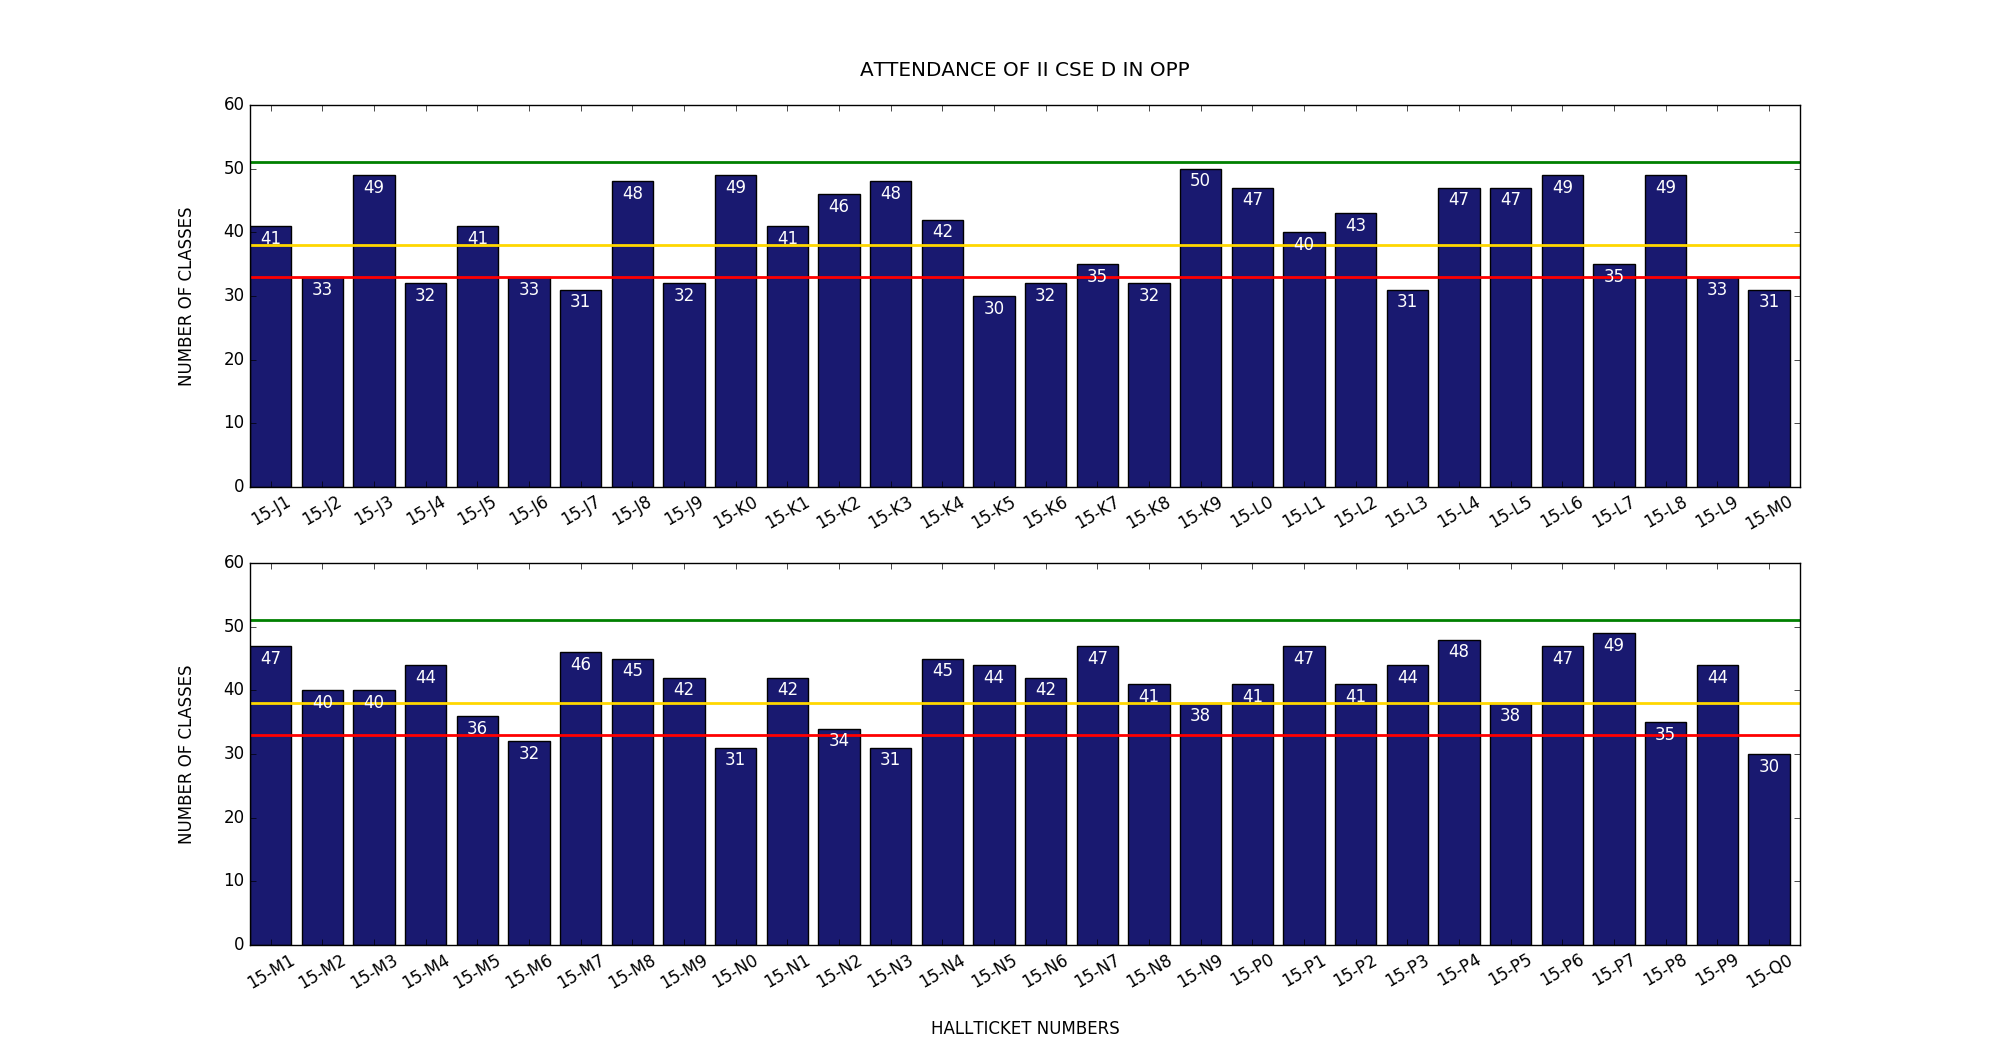 ATTENDANCE OF II CSE D IN OPP
NUMBER OF CLASSES
60
50
40
30
20
10
0
41 33 49 32 41 33 31 48 32 49 41 46 48 42 30 32 35 32 50 47 40 43 31 47 47 49 35 49 33 31
15-J1 15-J2 15-J3 15-J4 15-J5 15-J6 15-J7 15-J8 15-J9 15-K0 15-K1 15-K2 15-K3 15-K4 15-K5 15-K6 15-K7 15-K8 15-K9 15-L0 15-L1 15-L2 15-L3 15-L4 15-L5 15-L6 15-L7 15-L8 15-L9 15-M0
NUMBER OF CLASSES
60
50
40
30
20
10
0
47 40 40 44 36 32 46 45 42 31 42 34 31 45 44 42 47 41 38 41 47 41 44 48 38 47 49 35 44 30
15-M1 15-M2 15-M3 15-M4 15-M5 15-M6 15-M7 15-M8 15-M9 15-N0 15-N1 15-N2 15-N3 15-N4 15-N5 15-N6 15-N7 15-N8 15-N9 15-P0 15-P1 15-P2 15-P3 15-P4 15-P5 15-P6 15-P7 15-P8 15-P9 15-Q0
HALLTICKET NUMBERS